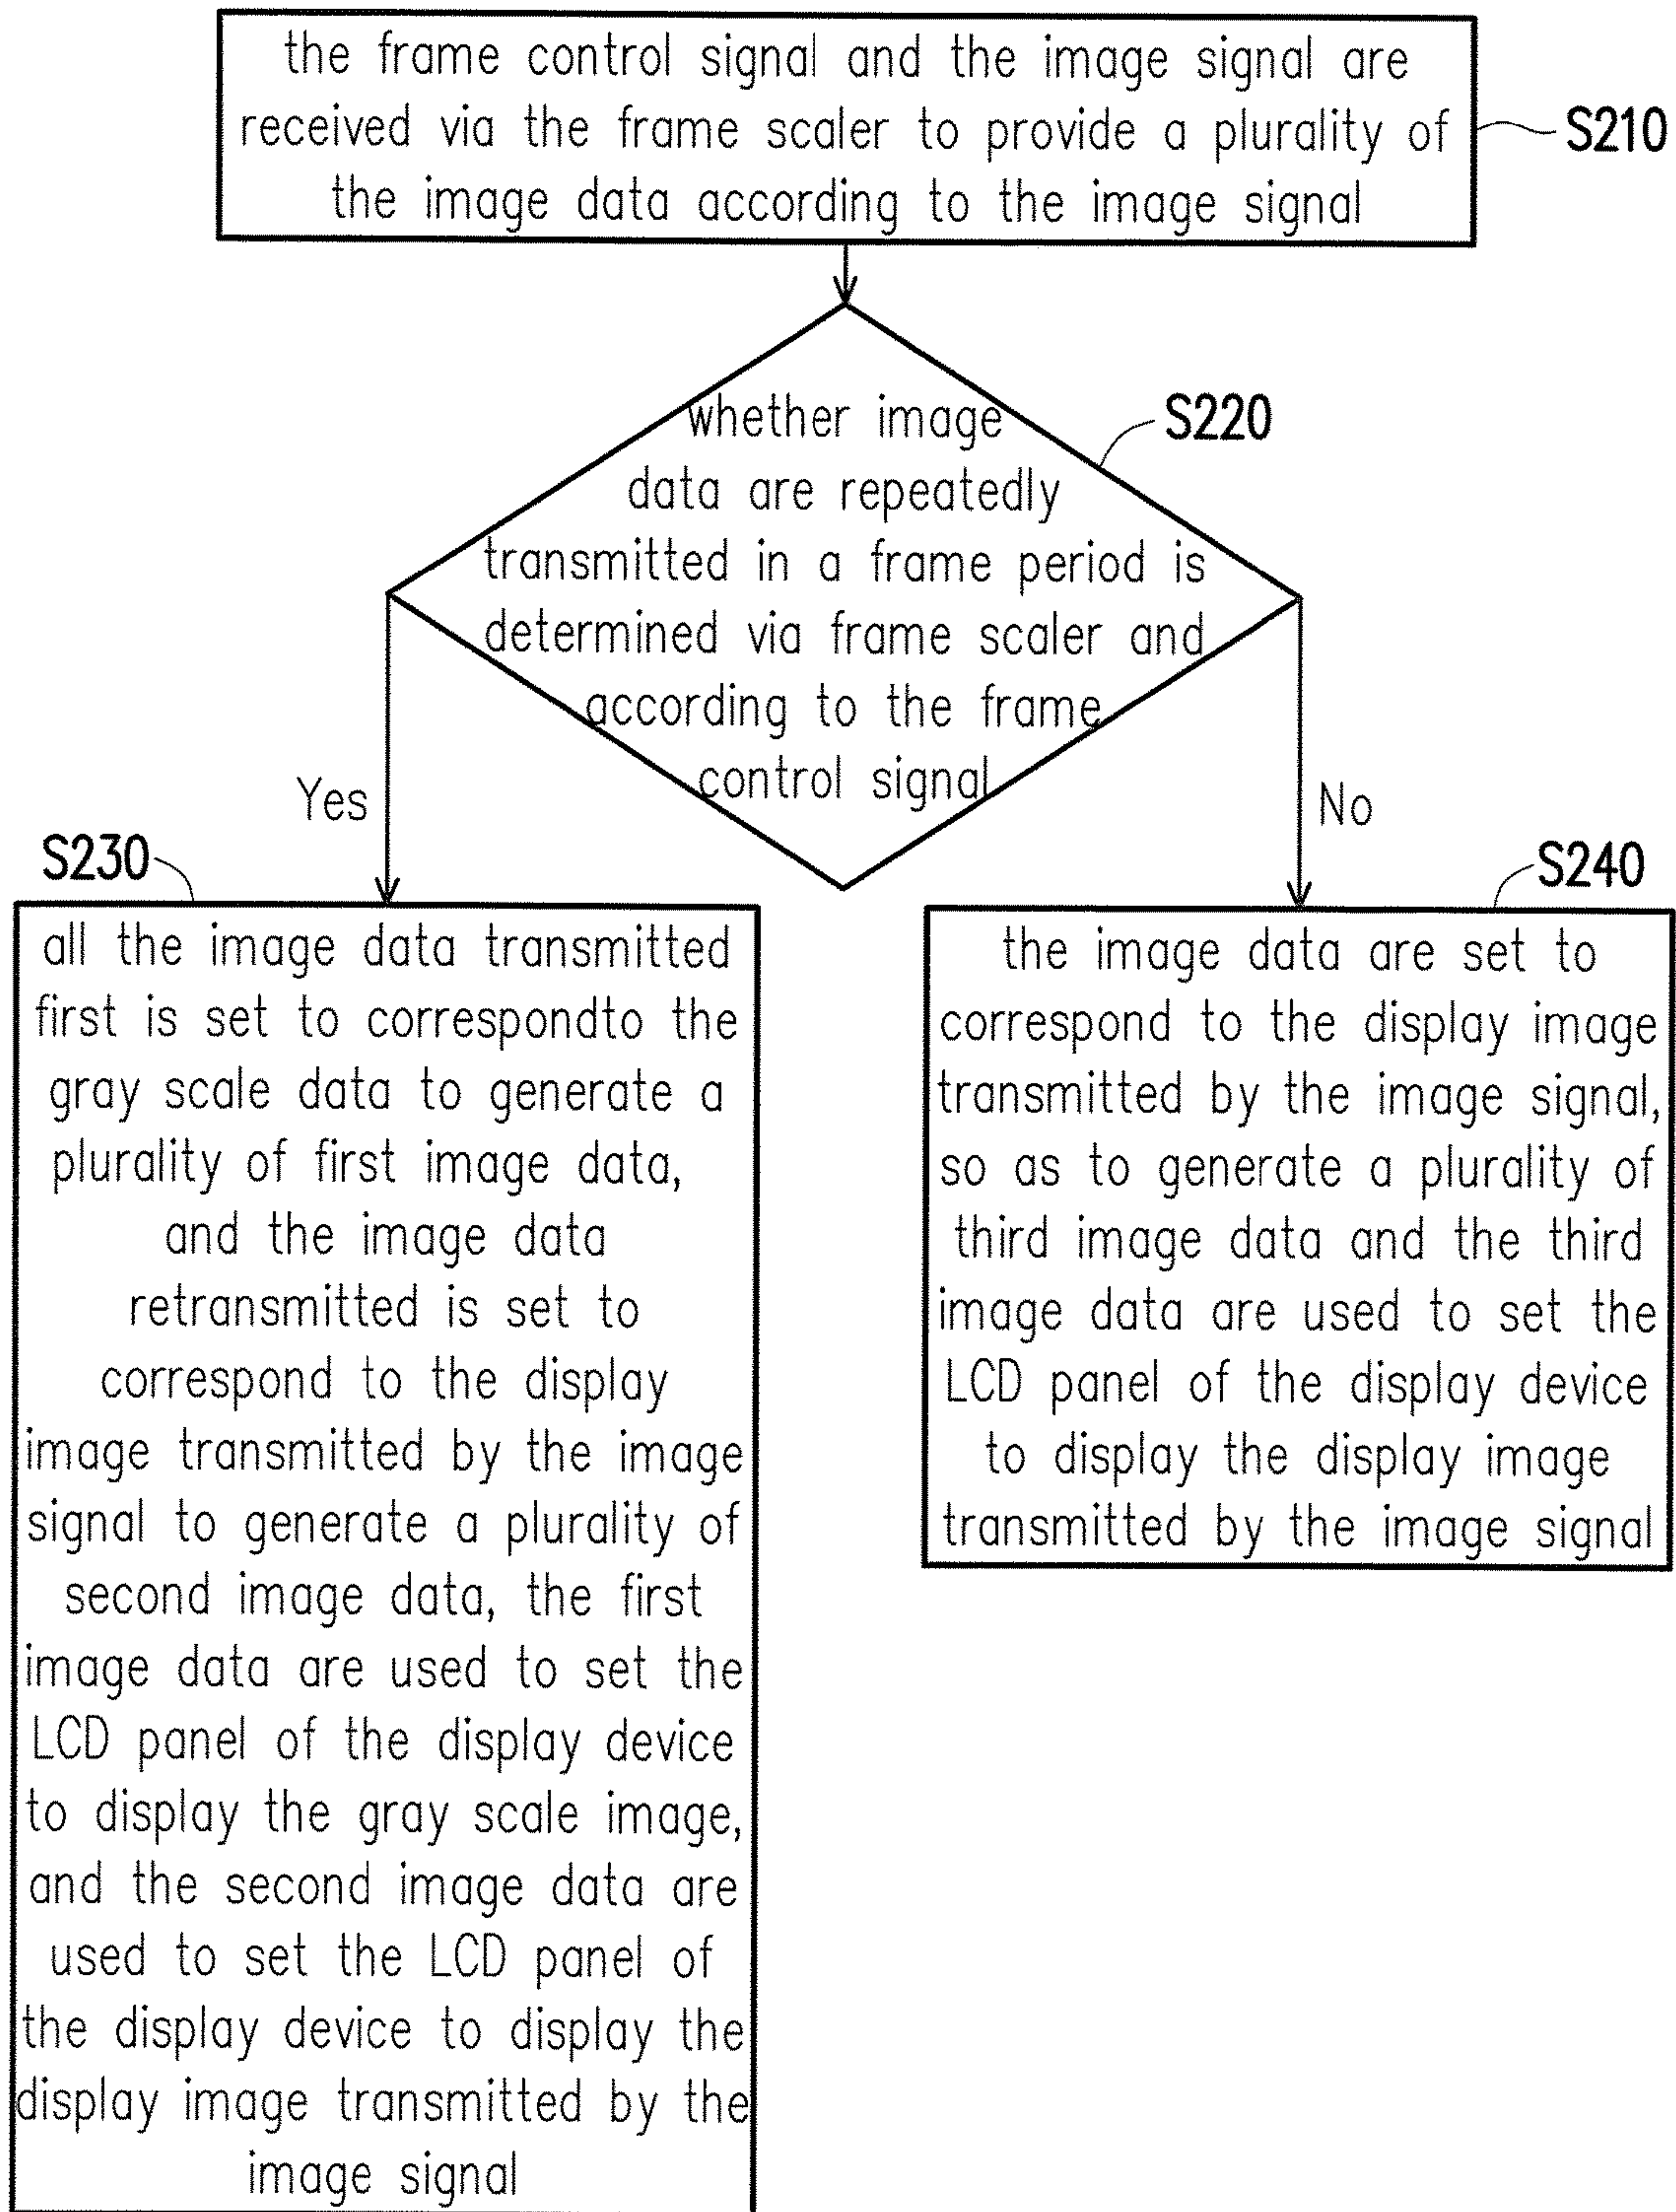 the frame control signal and the image signal are
received via the frame scaler to provide a plurality of
the image data according to the image signal
S210
whether image
data are repeatedly
transmitted in a frame period is
determined via frame scaler and
according to the frame
control signal
S220
Yes
No
S230
all the image data transmitted
first is set to correspondto the
gray scale data to generate a
plurality of first image data,
and the image data
retransmitted is set to
correspond to the display
image transmitted by the image
signal to generate a plurality of
second image data, the first
image data are used to set the
LCD panel of the display device
to display the gray scale image,
and the second image data are
used to set the LCD panel of
the display device to display the
display image transmitted by the
image signal
S240
the image data are set to
correspond to the display image
transmitted by the image signal,
so as to generate a plurality of
third image data and the third
image data are used to set the
LCD panel of the display device
to display the display image
transmitted by the image signal